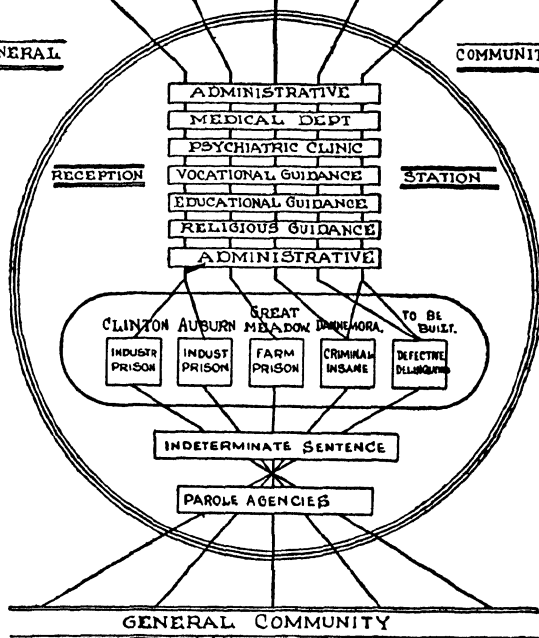 NERAL
COMMUNIT
ADMINISTRATIVE
MEDICAL DEPT
PSYCHIATRIC CLINIC
RECEPTION
VOCATIONAL GUIDANCE
STATION
EDUCATIONAL GUIDANCE
RELIGIOUS GUIDANCE
ADMINISTRATIVE
CLINTON
AUBURN
GREAT
MEADOW
DANNEMORA.
TO BE
BUILT.
INDUSTR
PRISON
INDUST
PRISON
FARM
PRISON
CRIMINAL
INSANE
DEFECTIVE
INDETERMINATE SENTENCE
PAROLE AGENCIES
GENERAL COMMUNITY